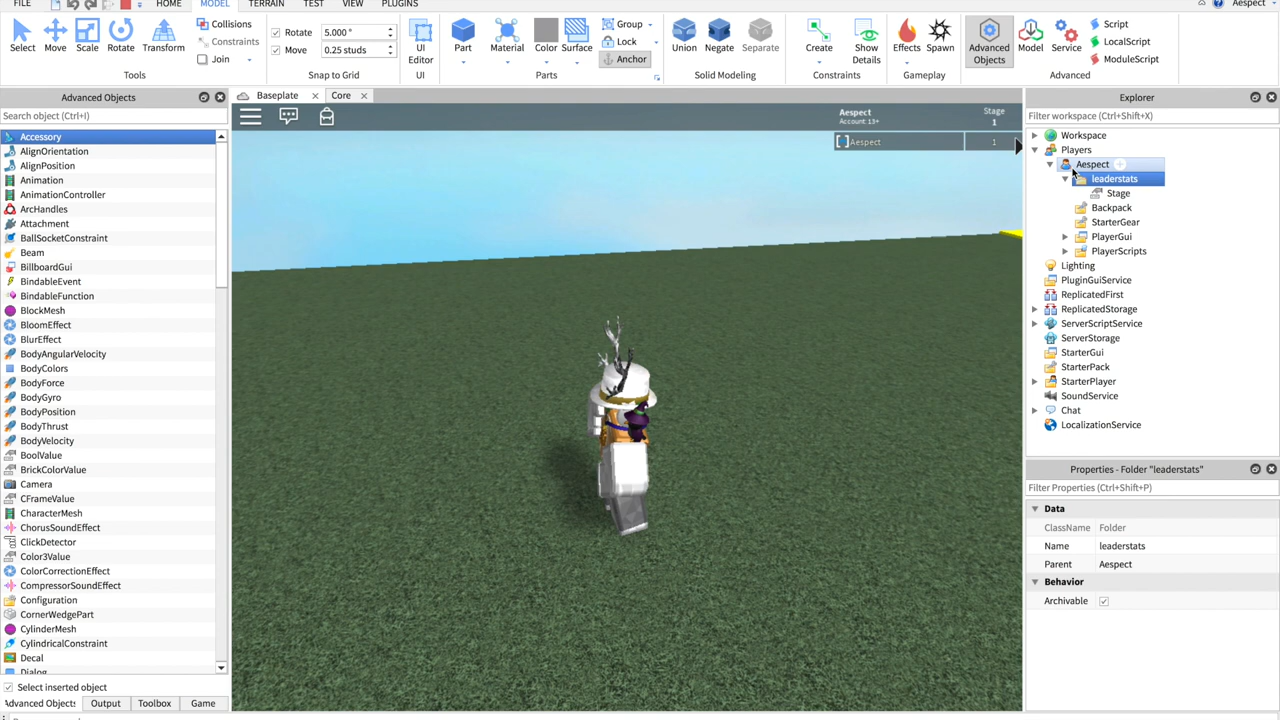 FILE HOME MODEL TERRAIN TEST VIEW PLUGINS Aespect
Select Move Scale Rotate Transform
Collisions
Constraints
Join
Tools
Rotate 5.000 °
Move 0.25 studs
Snap to Grid
UI Editor
UI
Part Material Color Surface
Group
Lock
Anchor
Parts
Union Negate Separate
Solid Modeling
Create Show Details
Constraints
Effects Spawn
Gameplay
Advanced Objects Model Service
Script
LocalScript
ModuleScript
Advanced
Advanced Objects
Search object (Ctrl+I)
Accessory
AlignOrientation
AlignPosition
Animation
AnimationController
ArcHandles
Attachment
BallSocketConstraint
Beam
BillboardGui
BindableEvent
BindableFunction
BlockMesh
BloomEffect
BlurEffect
BodyAngularVelocity
BodyColors
BodyForce
BodyGyro
BodyPosition
BodyThrust
BodyVelocity
BoolValue
BrickColorValue
Camera
CFrameValue
CharacterMesh
ChorusSoundEffect
ClickDetector
Color3Value
ColorCorrectionEffect
CompressorSoundEffect
Configuration
CornerWedgePart
CylinderMesh
CylindricalConstraint
Decal
Dialog
Select inserted object
Advanced Objects Output Toolbox Game
Baseplate Core
Aespect
Account 13+
Stage
1
Aespect 1
Explorer
Filter workspace (Ctrl+Shift+X)
Workspace
Players
Aespect
leaderstats
Stage
Backpack
StarterGear
PlayerGui
PlayerScripts
Lighting
PluginGuiService
ReplicatedFirst
ReplicatedStorage
ServerScriptService
ServerStorage
StarterGui
StarterPack
StarterPlayer
SoundService
Chat
LocalizationService
Properties - Folder "leaderstats"
Filter Properties (Ctrl+Shift+P)
Data
ClassName Folder
Name leaderstats
Parent Aespect
Behavior
Archivable